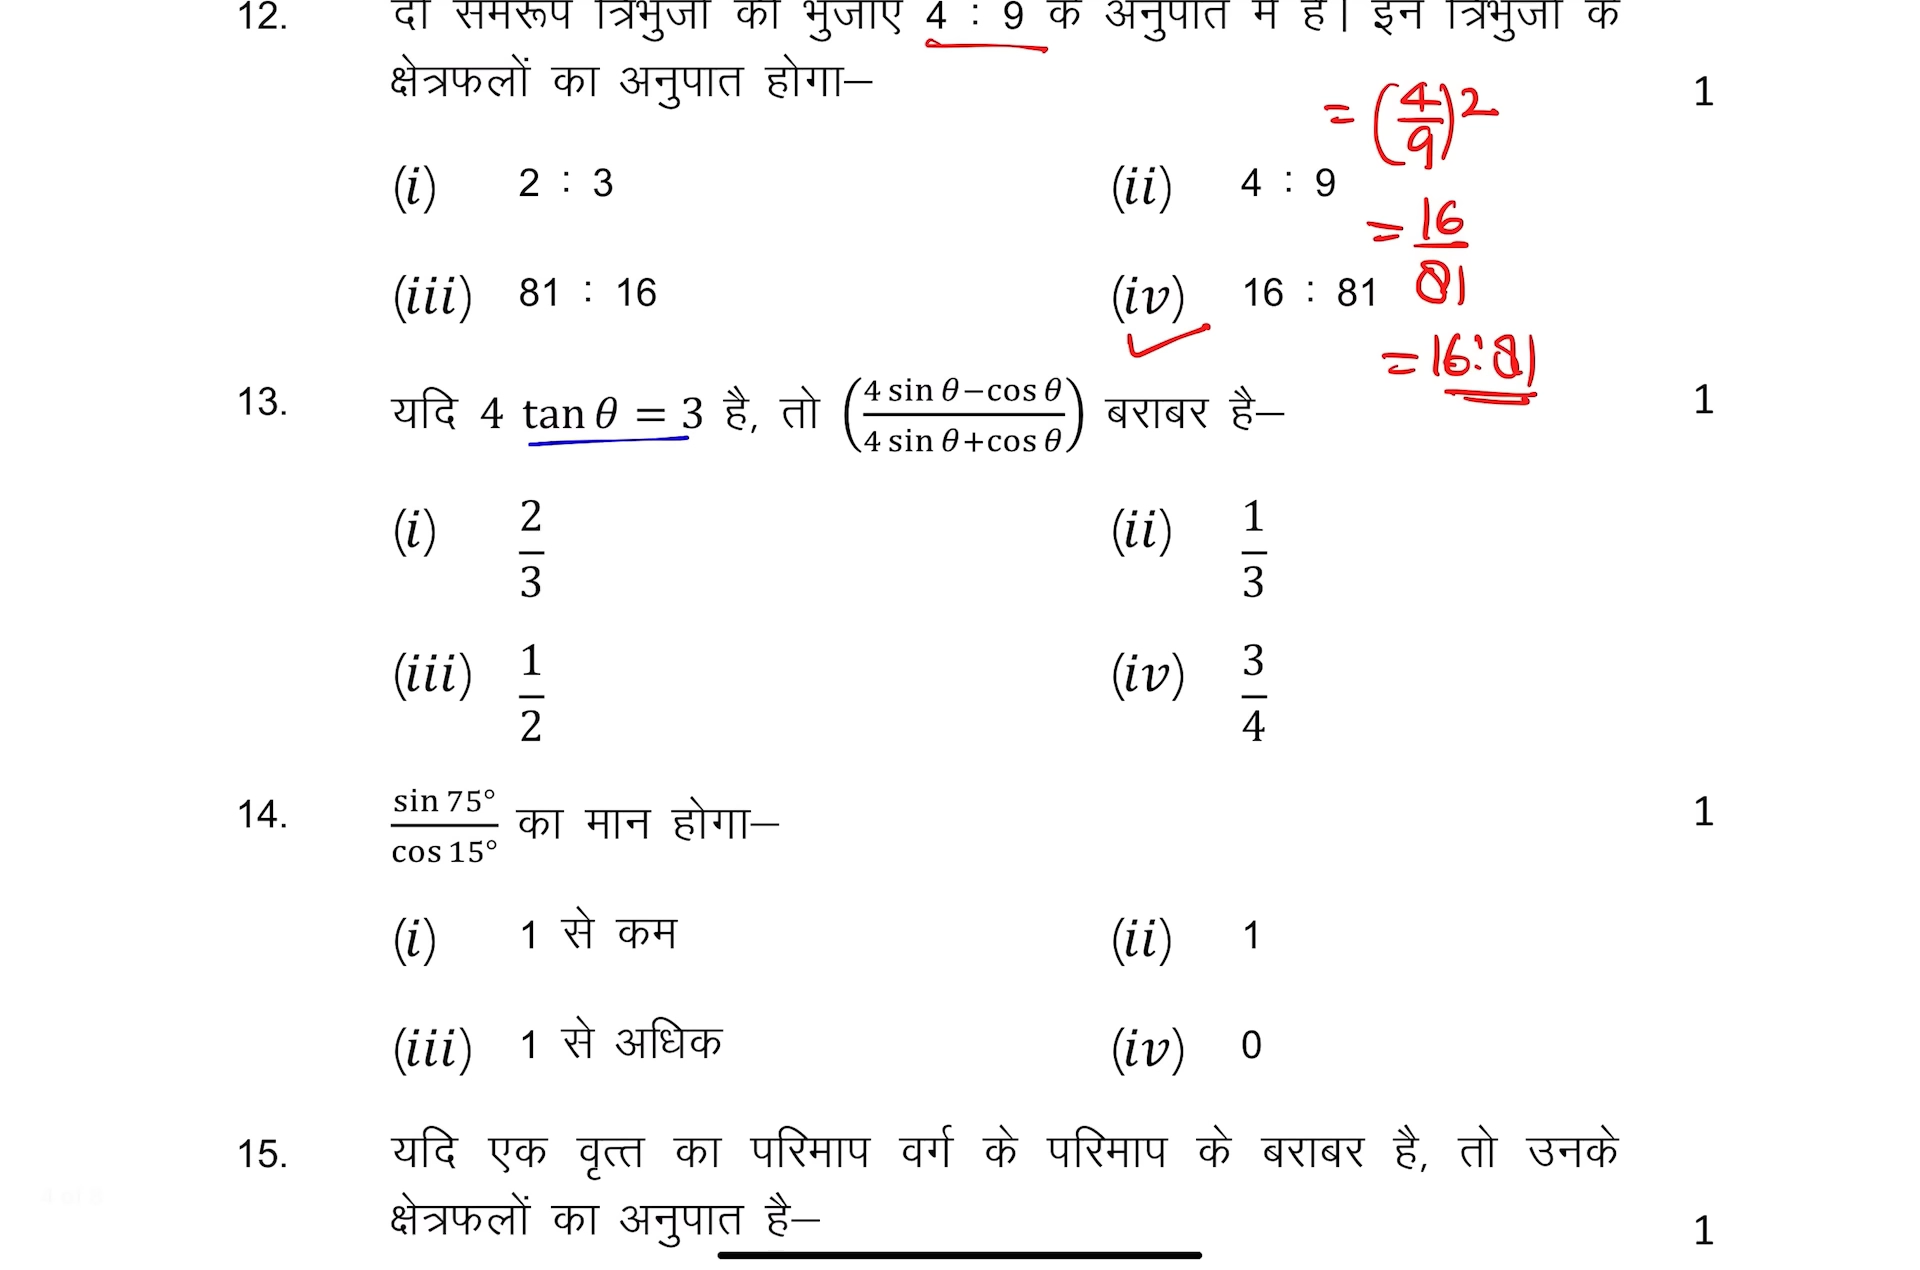 12. दो समरूप त्रिभुजों की भुजाएँ 4 : 9 के अनुपात में हैं। इन त्रिभुजों के
क्षेत्रफलों का अनुपात होगा– 1
= (4/9)2
(i) 2 : 3 (ii) 4 : 9
= 16/81
(iii) 81 : 16 (iv) 16 : 81
= 16:81
13. यदि 4 tan θ = 3 है, तो (4 sin θ−cos θ / 4 sin θ+cos θ) बराबर है– 1
(i) 2/3 (ii) 1/3
(iii) 1/2 (iv) 3/4
14. sin 75° / cos 15° का मान होगा– 1
(i) 1 से कम (ii) 1
(iii) 1 से अधिक (iv) 0
15. यदि एक वृत्त का परिमाप वर्ग के परिमाप के बराबर है, तो उनके
क्षेत्रफलों का अनुपात है– 1